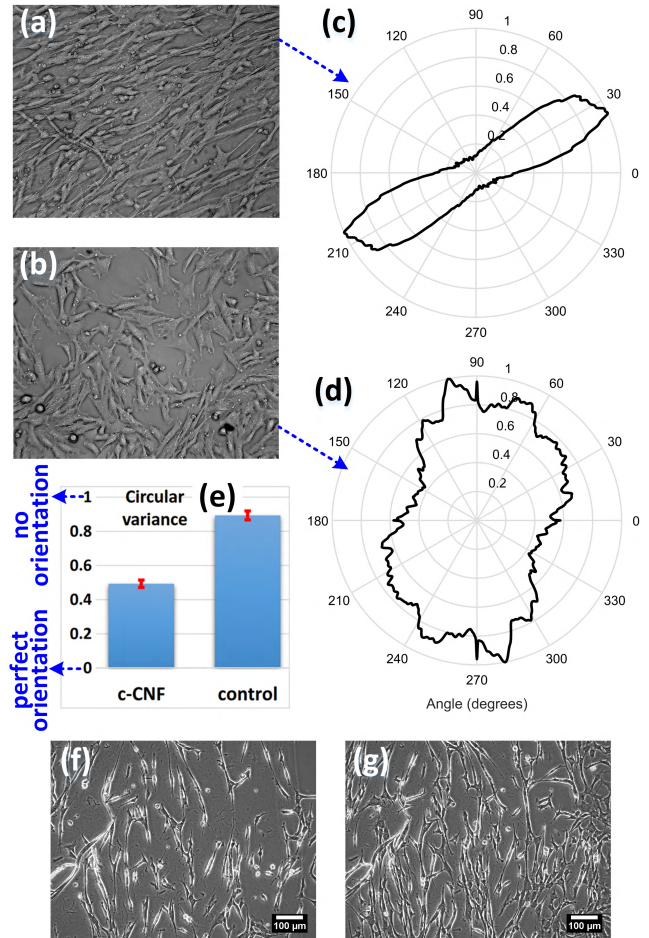 (a)
(c)
90
1
120
60
0.8
0.6
150
30
0.4
0.2
180
0
210
330
240
300
270
(b)
(d)
90
1
120
60
0.8
0.6
150
30
0.4
0.2
180
0
210
330
240
300
270
Angle (degrees)
(e)
Circular
variance
no
orientation
perfect
orientation
1
0.8
0.6
0.4
0.2
0
c-CNF
control
(f)
100 µm
(g)
100 µm